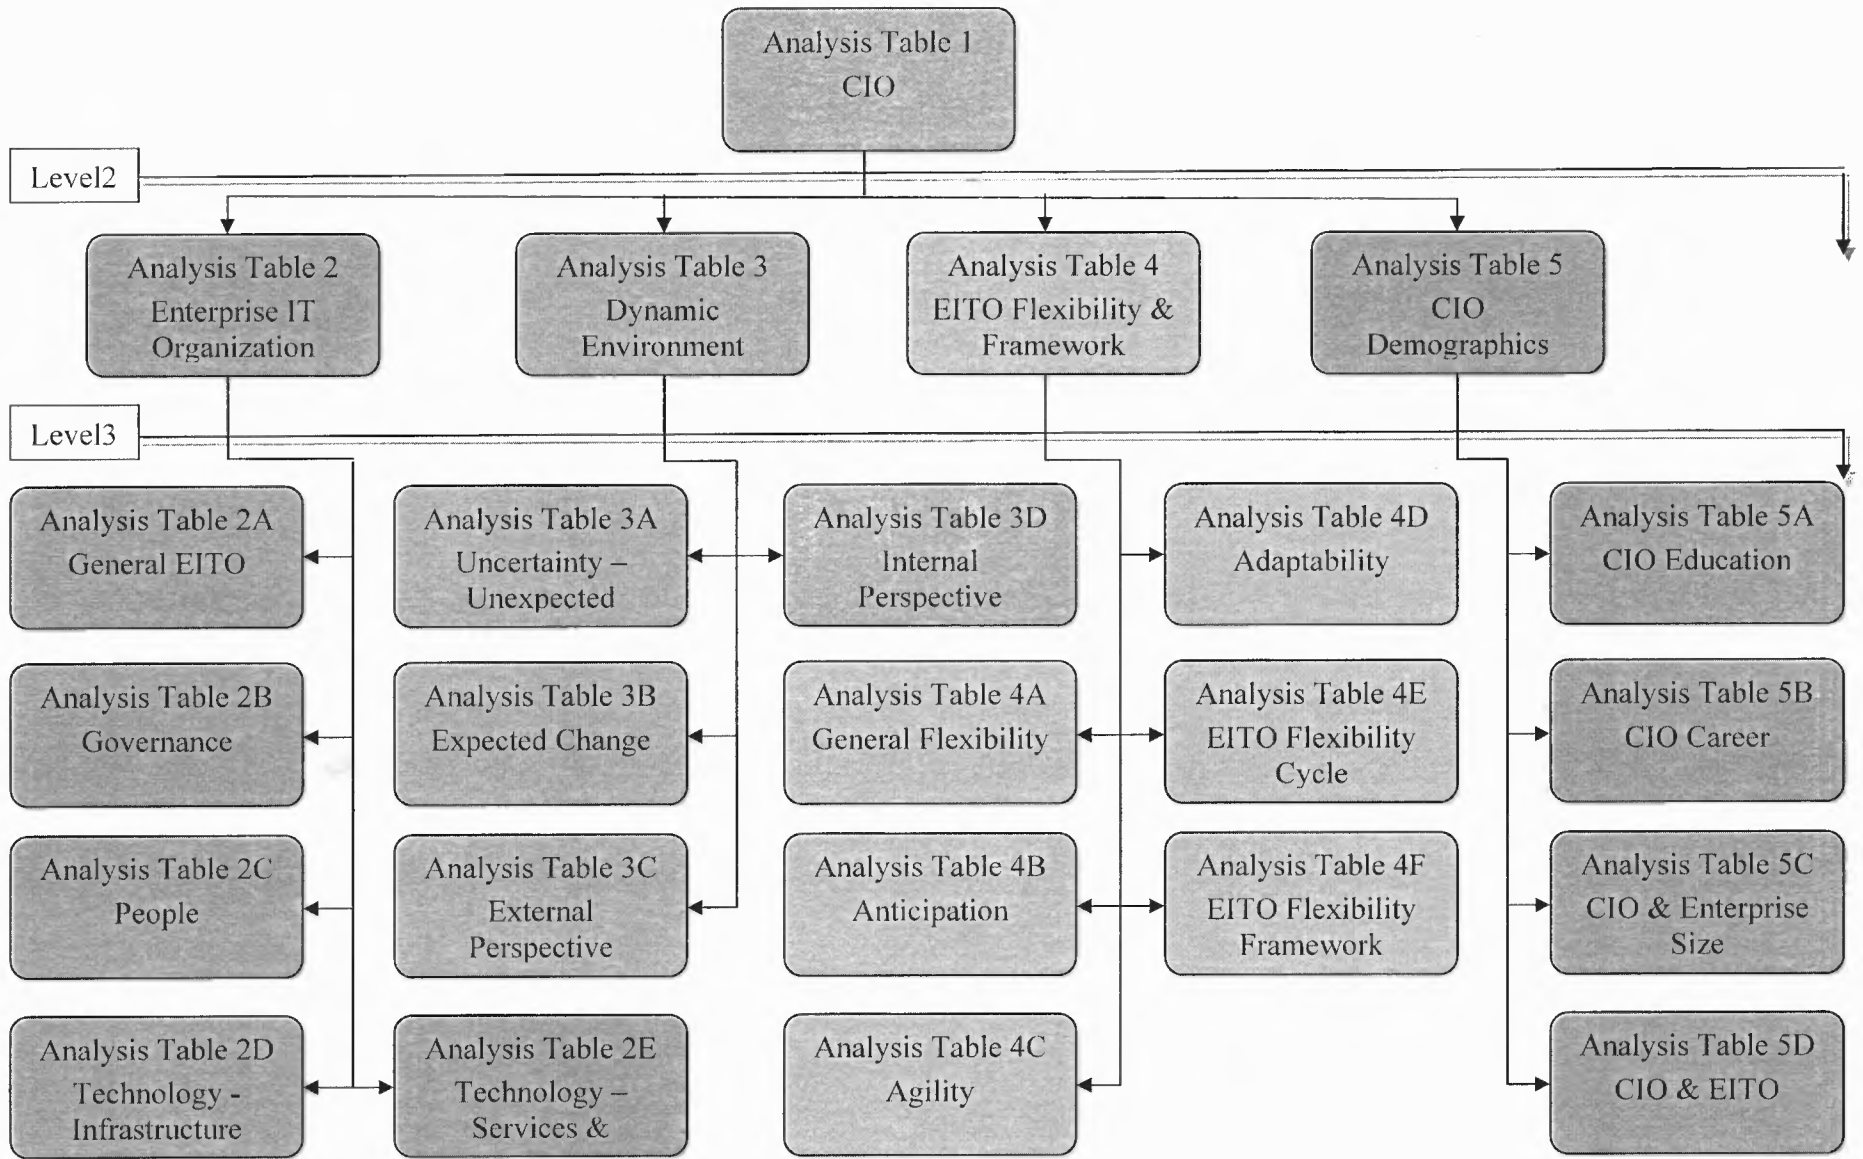 Analysis Table 1
CIO
Level2
Analysis Table 2
Enterprise IT
Organization
Analysis Table 3
Dynamic
Environment
Analysis Table 4
EITO Flexibility &
Framework
Analysis Table 5
CIO
Demographics
Level3
Analysis Table 2A
General EITO
Analysis Table 3A
Uncertainty –
Unexpected
Analysis Table 3D
Internal
Perspective
Analysis Table 4D
Adaptability
Analysis Table 5A
CIO Education
Analysis Table 2B
Governance
Analysis Table 3B
Expected Change
Analysis Table 4A
General Flexibility
Analysis Table 4E
EITO Flexibility
Cycle
Analysis Table 5B
CIO Career
Analysis Table 2C
People
Analysis Table 3C
External
Perspective
Analysis Table 4B
Anticipation
Analysis Table 4F
EITO Flexibility
Framework
Analysis Table 5C
CIO & Enterprise
Size
Analysis Table 2D
Technology -
Infrastructure
Analysis Table 2E
Technology –
Services &
Analysis Table 4C
Agility
Analysis Table 5D
CIO & EITO